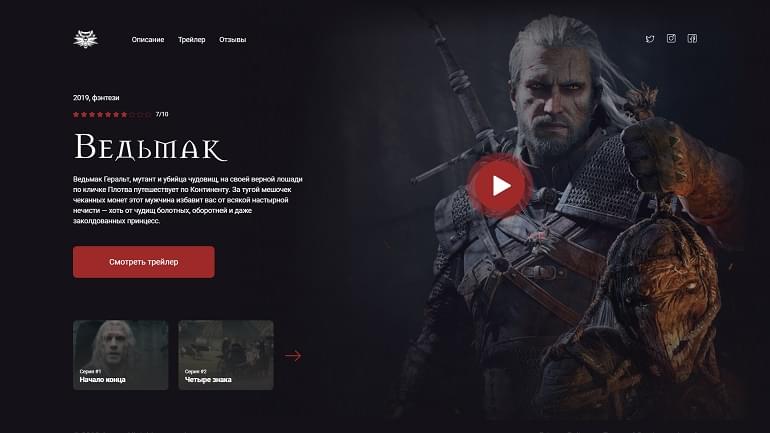 Описание Трейлер Отзывы
2019, фэнтези
7/10
Ведьмак
Ведьмак Геральт, мутант и убийца чудовищ, на своей верной лошади
по кличке Плотва путешествует по Континенту. За тугой мешочек
чеканных монет этот мужчина избавит вас от всякой настырной
нечисти — хоть от чудищ болотных, оборотней и даже
заколдованных принцесс.
Смотреть трейлер
Серия #1
Начало конца
Серия #2
Четыре знака